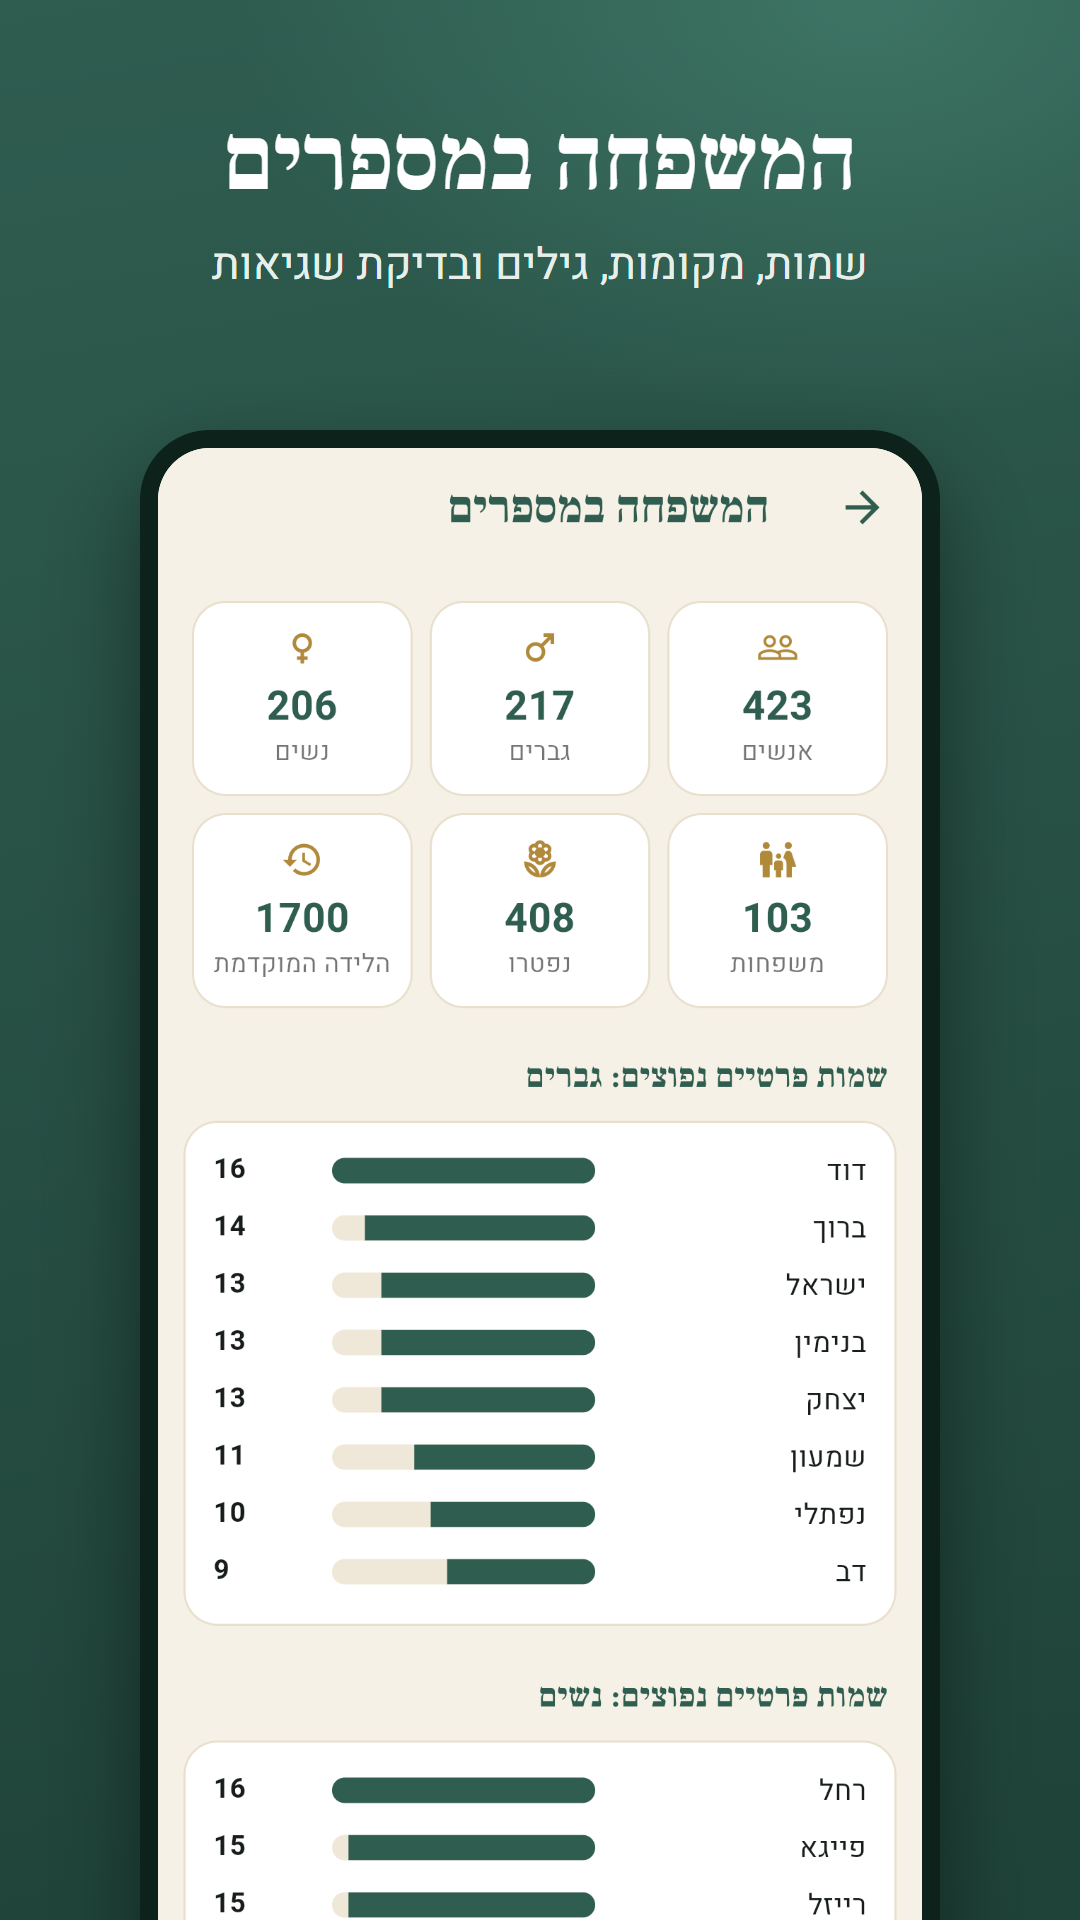 המשפחה במספרים
שמות, מקומות, גילים ובדיקת שגיאות
המשפחה במספרים
423
אנשים
217
גברים
206
נשים
103
משפחות
408
נפטרו
1700
הלידה המוקדמת
שמות פרטיים נפוצים: גברים
דוד 16
ברוך 14
ישראל 13
בנימין 13
יצחק 13
שמעון 11
נפתלי 10
דב 9
שמות פרטיים נפוצים: נשים
רחל 16
פייגא 15
רייזל 15